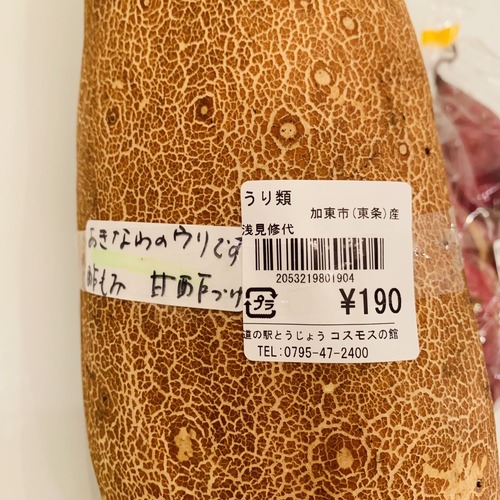 うり類
加東市(東条)産
浅見修代
2053219801904
プラ
¥190
道の駅とうじょう コスモスの館
TEL:0795-47-2400
おきなわのウリです
酢もみ 甘酢づけ